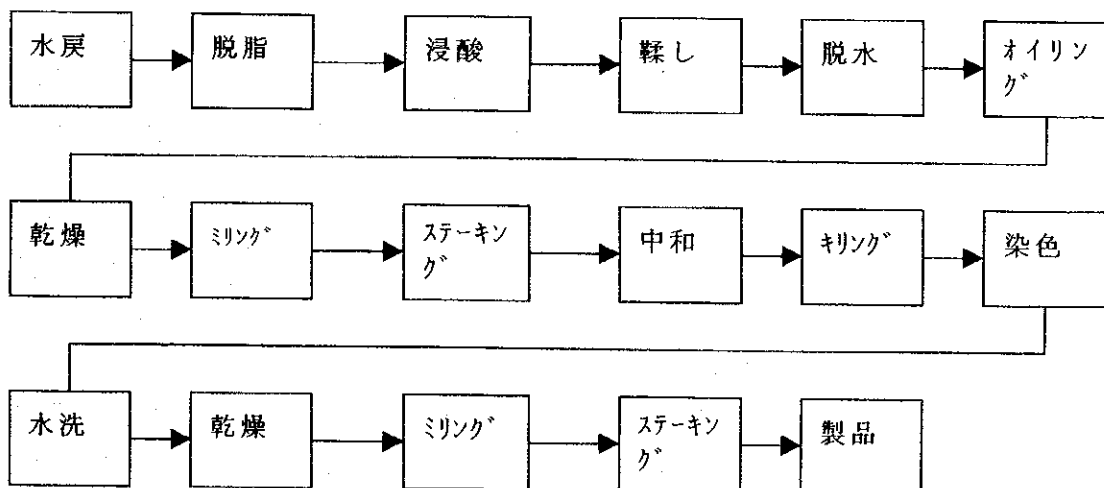 水戻
脱脂
浸酸
鞣し
脱水
オイリン
グ
乾燥
ミリング
ステーキン
グ
中和
キリング
染色
水洗
乾燥
ミリング
ステーキン
グ
製品